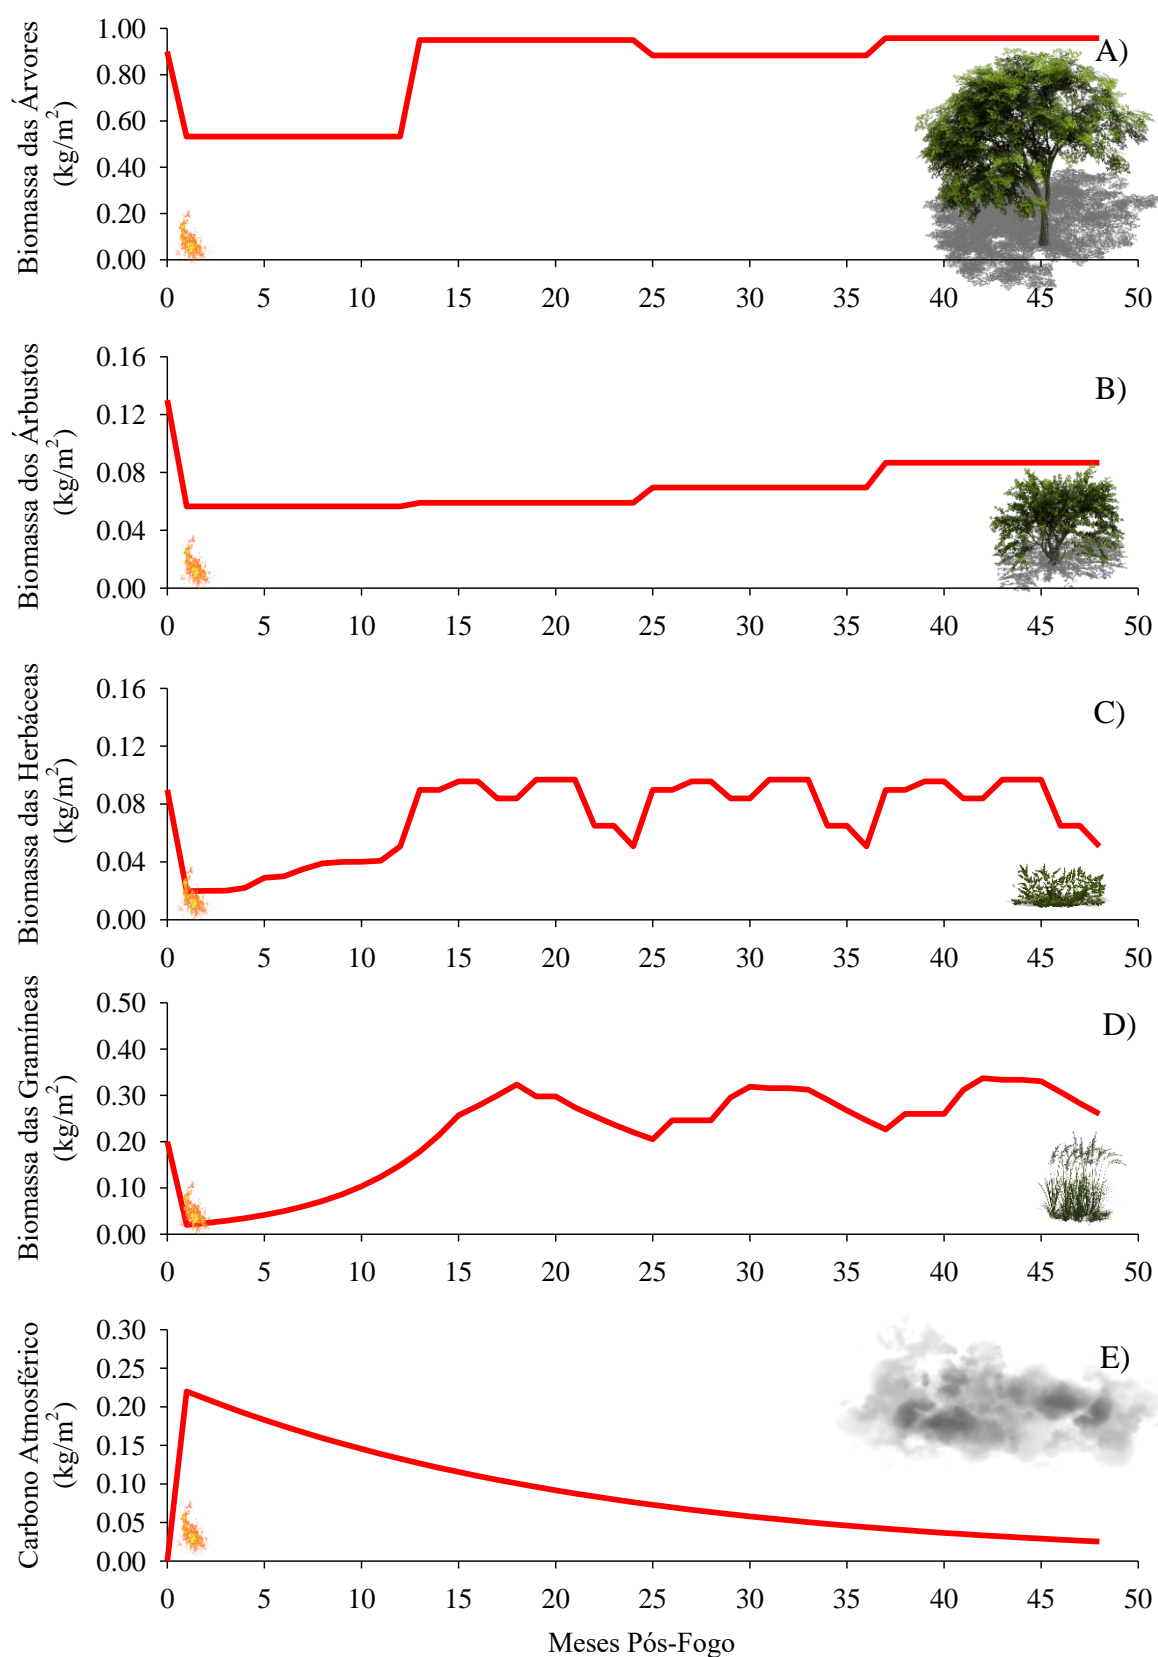 Biomassa das Árvores
(kg/m²)
1.00
0.80
0.60
0.40
0.20
0.00
A)
0 5 10 15 20 25 30 35 40 45 50
Biomassa dos Árbustos
(kg/m²)
0.16
0.12
0.08
0.04
0.00
B)
0 5 10 15 20 25 30 35 40 45 50
Biomassa das Herbáceas
(kg/m²)
0.16
0.12
0.08
0.04
0.00
C)
0 5 10 15 20 25 30 35 40 45 50
Biomassa das Gramíneas
(kg/m²)
0.50
0.40
0.30
0.20
0.10
0.00
D)
0 5 10 15 20 25 30 35 40 45 50
Carbono Atmosférico
(kg/m²)
0.30
0.25
0.20
0.15
0.10
0.05
0.00
E)
0 5 10 15 20 25 30 35 40 45 50
Meses Pós-Fogo